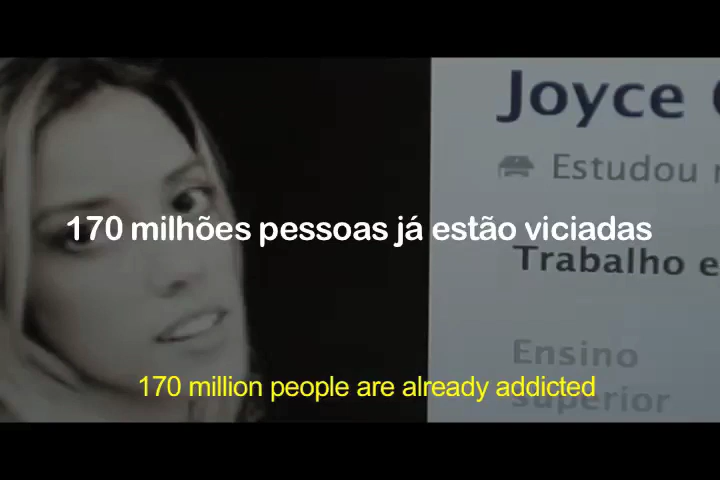 Joyce
Estudou
170 milhões pessoas já estão viciadas
Trabalho e
Ensino
170 million people are already addicted
superior